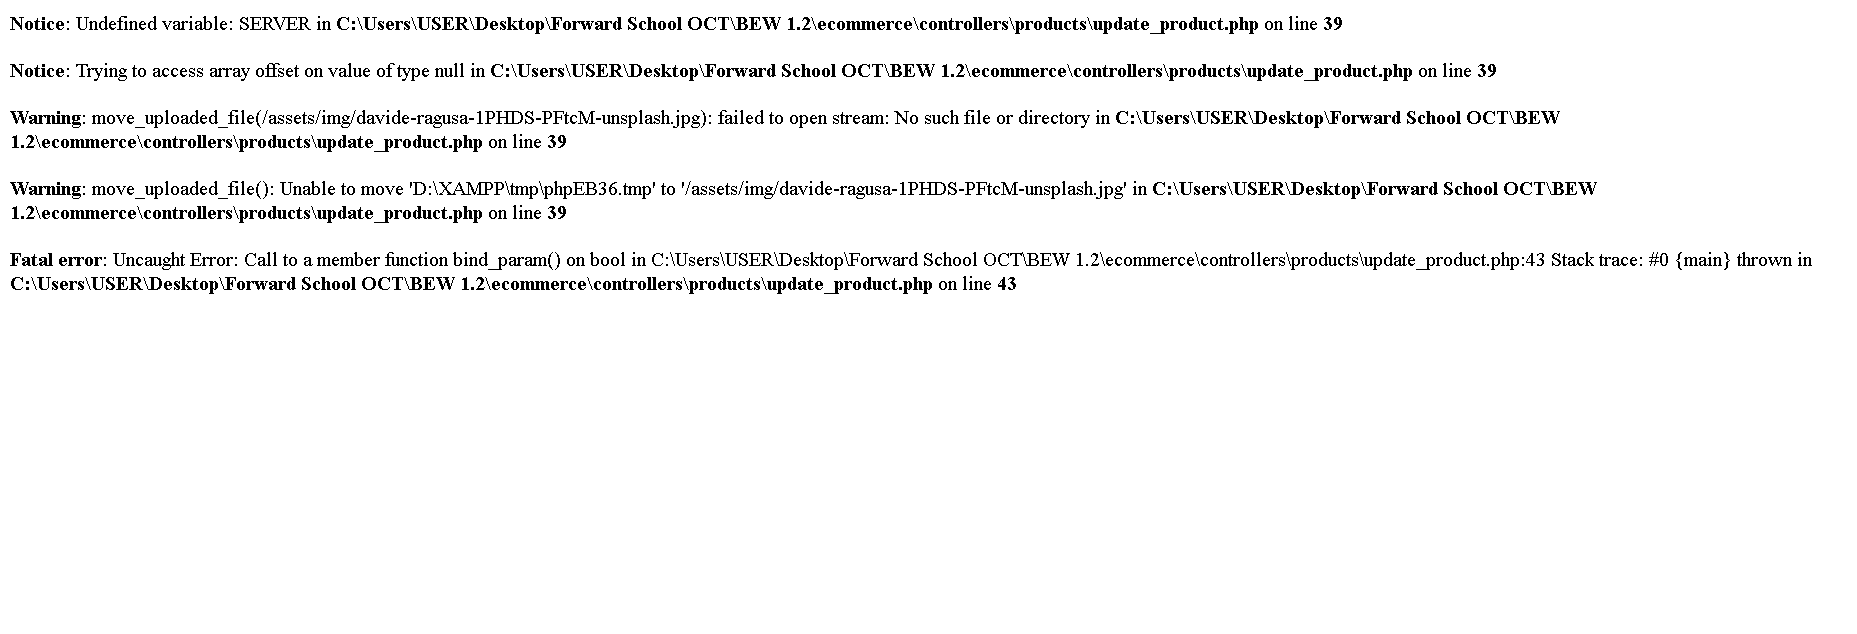 Notice: Undefined variable: SERVER in C:\Users\USER\Desktop\Forward School OCT\BEW 1.2\ecommerce\controllers\products\update_product.php on line 39
Notice: Trying to access array offset on value of type null in C:\Users\USER\Desktop\Forward School OCT\BEW 1.2\ecommerce\controllers\products\update_product.php on line 39
Warning: move_uploaded_file(/assets/img/davide-ragusa-1PHDS-PFtcM-unsplash.jpg): failed to open stream: No such file or directory in C:\Users\USER\Desktop\Forward School OCT\BEW
1.2\ecommerce\controllers\products\update_product.php on line 39
Warning: move_uploaded_file(): Unable to move 'D:\XAMPP\tmp\phpEB36.tmp' to '/assets/img/davide-ragusa-1PHDS-PFtcM-unsplash.jpg' in C:\Users\USER\Desktop\Forward School OCT\BEW
1.2\ecommerce\controllers\products\update_product.php on line 39
Fatal error: Uncaught Error: Call to a member function bind_param() on bool in C:\Users\USER\Desktop\Forward School OCT\BEW 1.2\ecommerce\controllers\products\update_product.php:43 Stack trace: #0 {main} thrown in
C:\Users\USER\Desktop\Forward School OCT\BEW 1.2\ecommerce\controllers\products\update_product.php on line 43